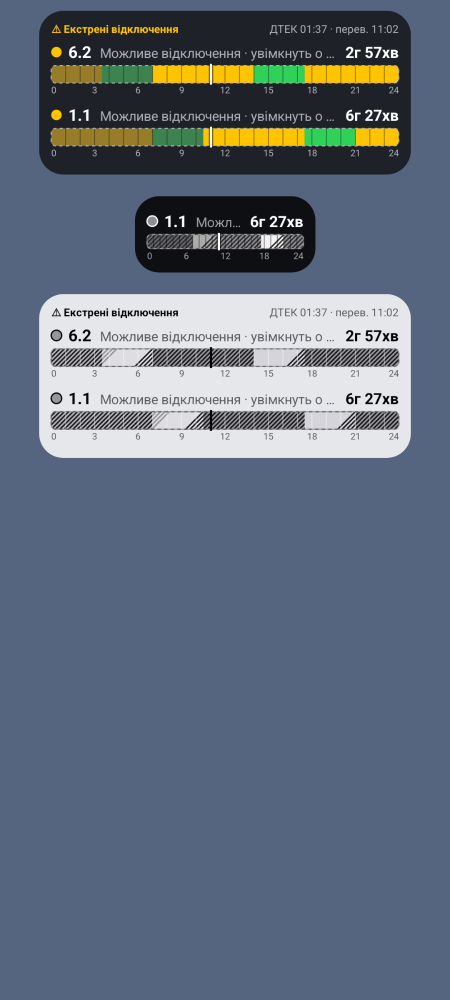 ⚠ Екстрені відключення ДТЕК 01:37 · перев. 11:02
6.2 Можливе відключення · увімкнуть о ... 2г 57хв
0 3 6 9 12 15 18 21 24
1.1 Можливе відключення · увімкнуть о ... 6г 27хв
0 3 6 9 12 15 18 21 24
1.1 Можл... 6г 27хв
0 6 12 18 24
⚠ Екстрені відключення ДТЕК 01:37 · перев. 11:02
6.2 Можливе відключення · увімкнуть о ... 2г 57хв
0 3 6 9 12 15 18 21 24
1.1 Можливе відключення · увімкнуть о ... 6г 27хв
0 3 6 9 12 15 18 21 24